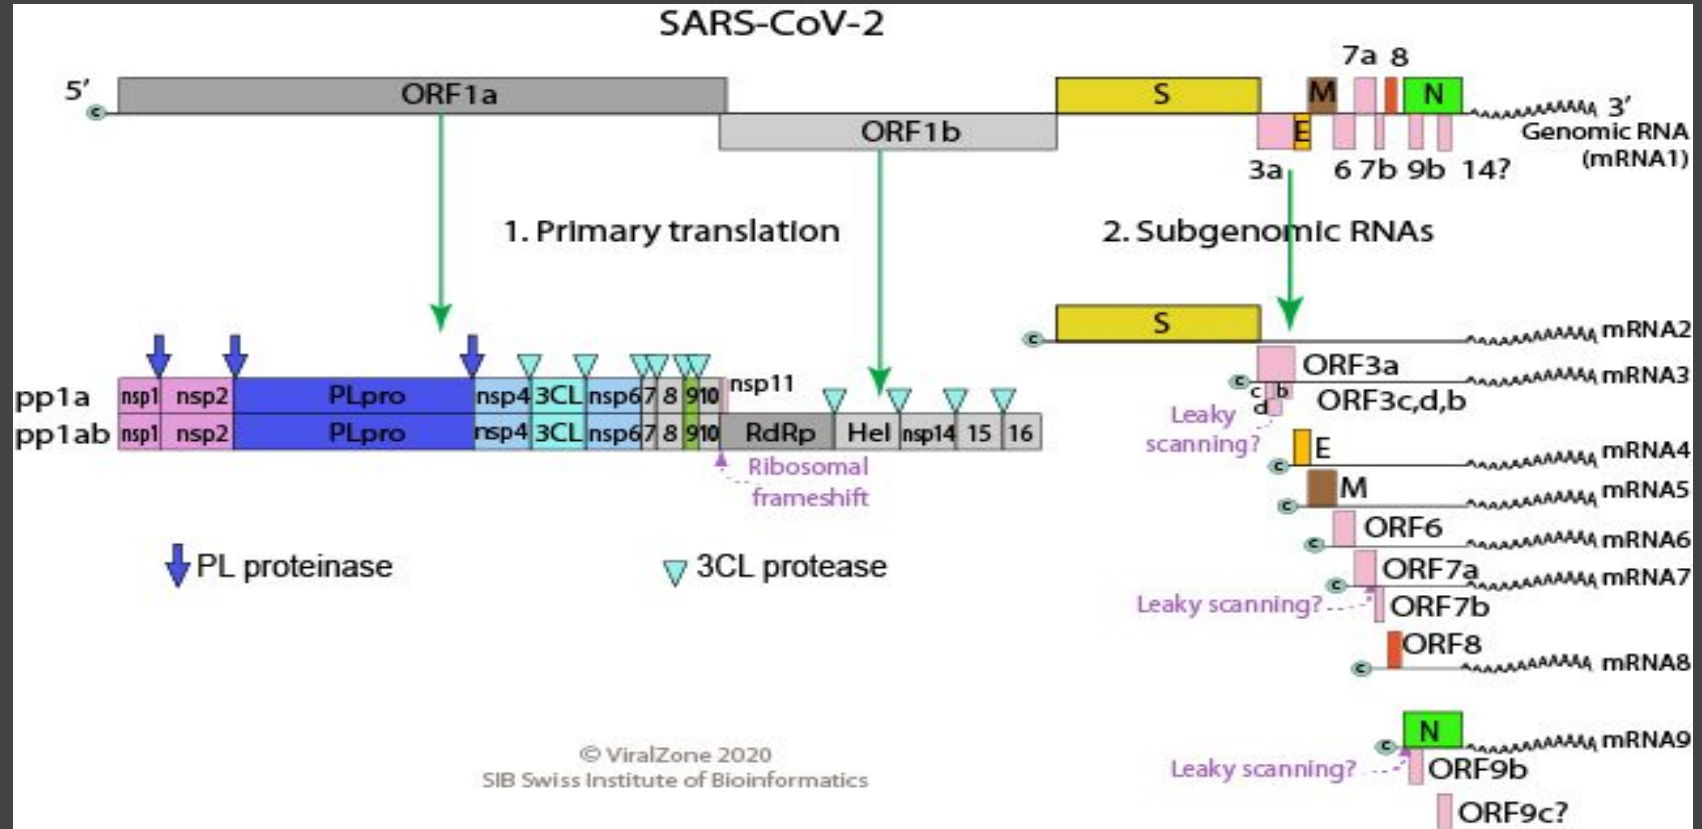 SARS-CoV-2
7a 8
5′ c ORF1a S M N 3′
ORF1b E Genomic RNA
(mRNA1)
3a 6 7b 9b 14?
1. Primary translation
2. Subgenomic RNAs
c S mRNA2
c ORF3a mRNA3
c b d ORF3c,d,b
Leaky
scanning?
pp1a nsp1 nsp2 PLpro nsp4 3CL nsp6 7 8 9 10 nsp11
pp1ab nsp1 nsp2 PLpro nsp4 3CL nsp6 7 8 9 10 RdRp Hel nsp14 15 16
Ribosomal
frameshift
c E mRNA4
c M mRNA5
c ORF6 mRNA6
c ORF7a mRNA7
Leaky scanning? ORF7b
c ORF8 mRNA8
c N mRNA9
Leaky scanning? ORF9b
ORF9c?
PL proteinase
3CL protease
© ViralZone 2020
SIB Swiss Institute of Bioinformatics